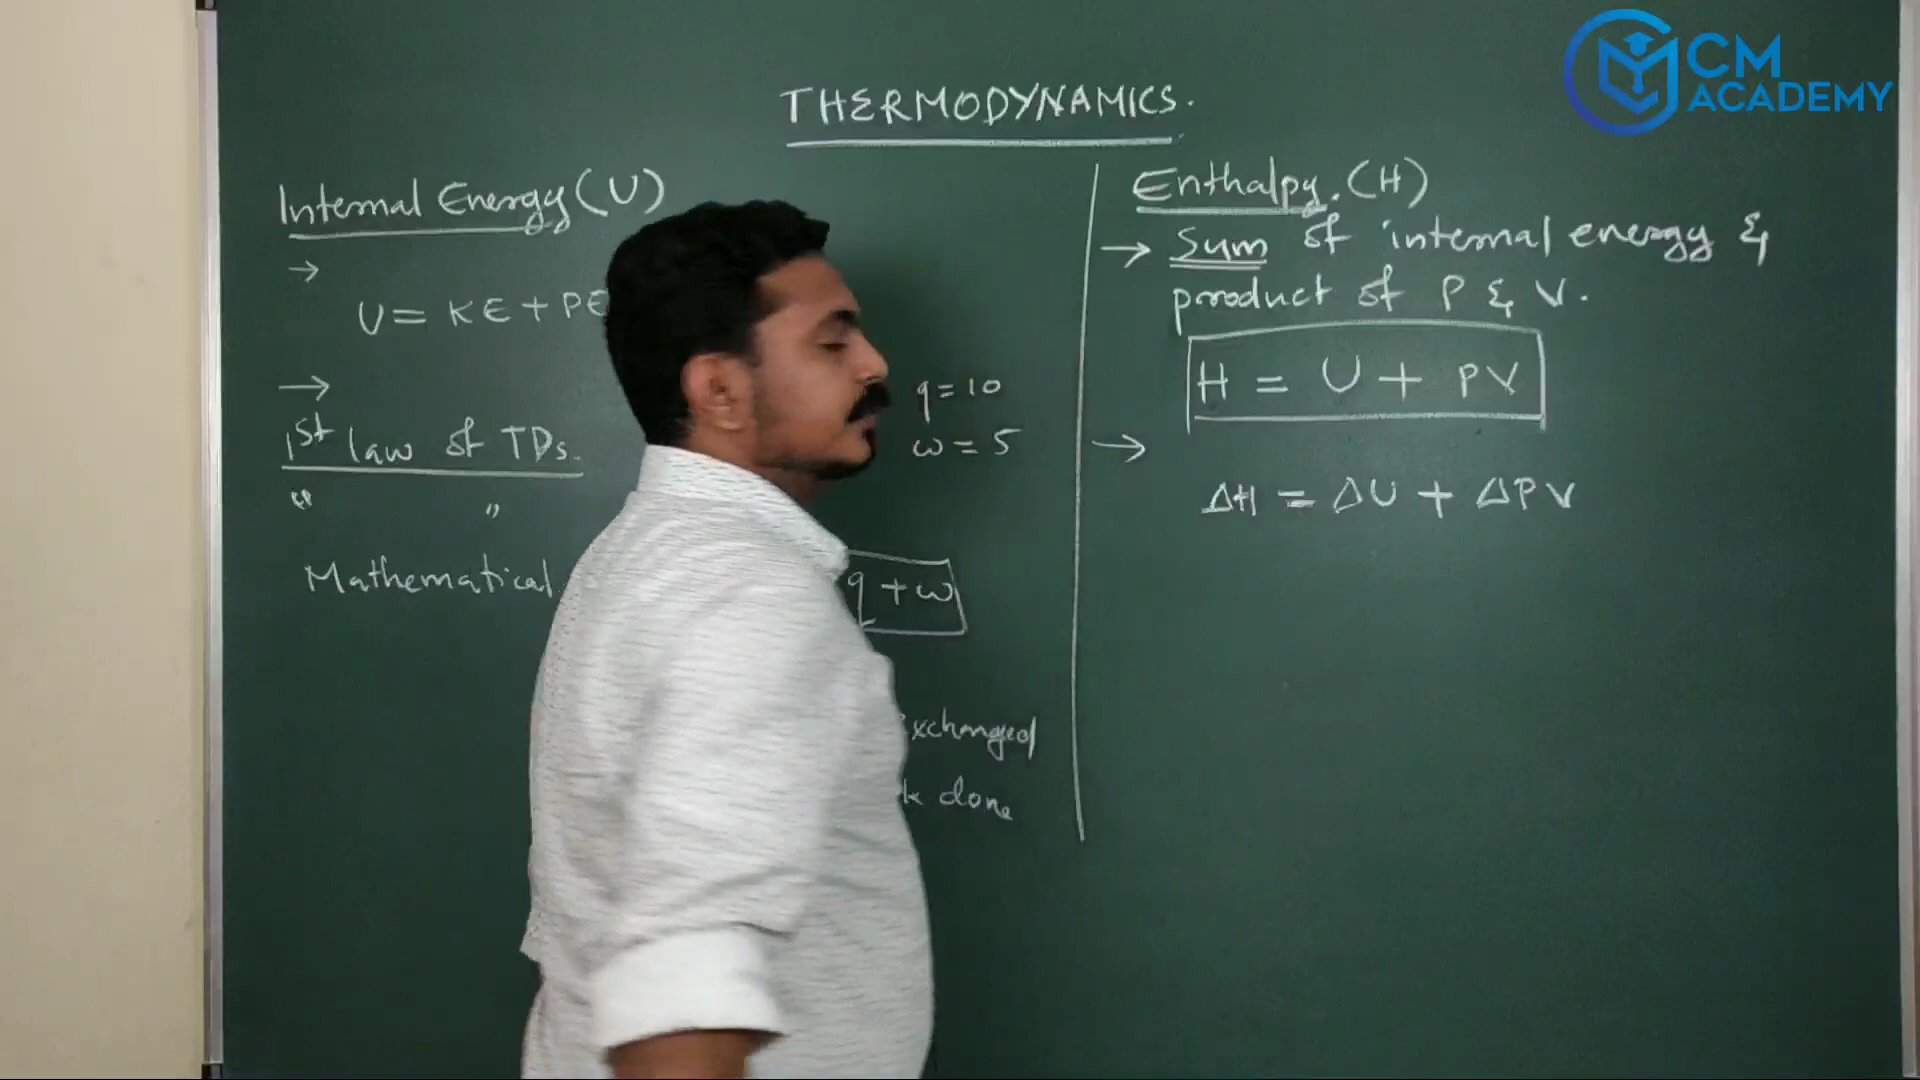 CM
ACADEMY
THERMODYNAMICS.
Internal Energy (U)
→
U = KE + PE
→
1st law of TDs.
" "
Mathematical
q = 10
w = 5
q + w
done
Enthalpy. (H)
→ Sum of internal energy &
product of P & V.
H = U + PV
→
ΔH = ΔU + ΔPV